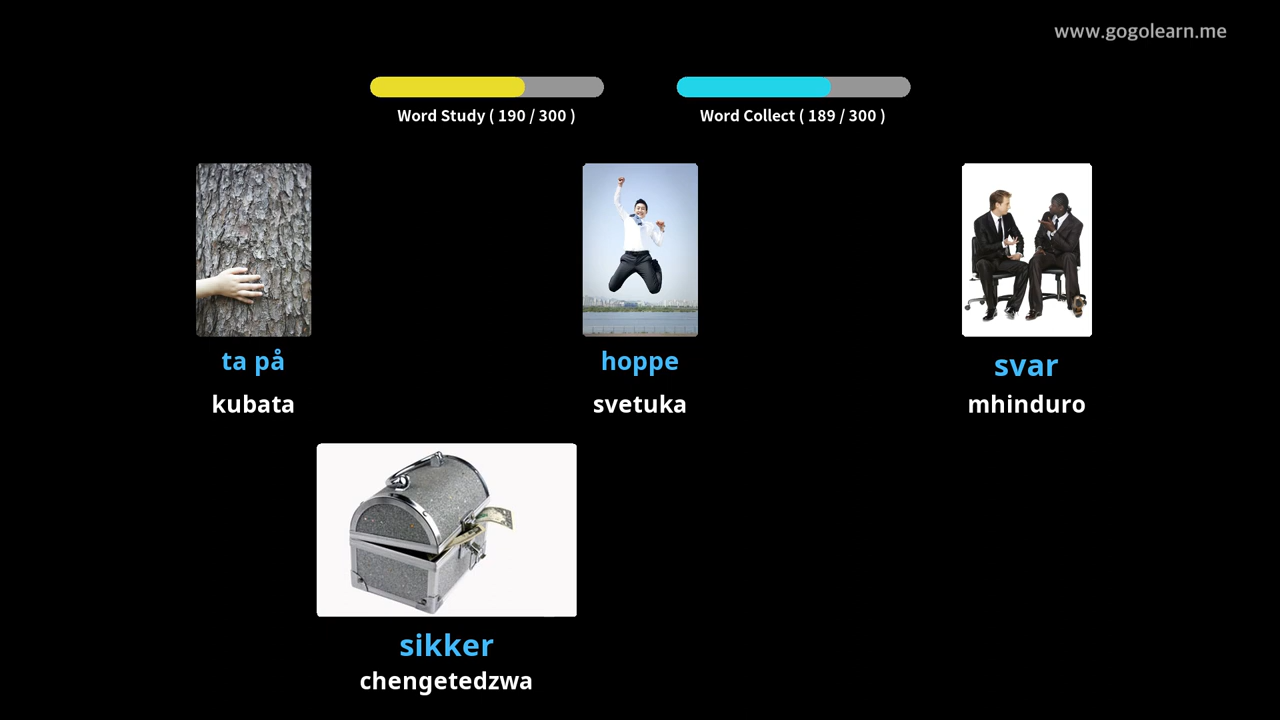 www.gogolearn.me
Word Study ( 190 / 300 )
Word Collect ( 189 / 300 )
ta på
kubata
hoppe
svetuka
svar
mhinduro
sikker
chengetedzwa